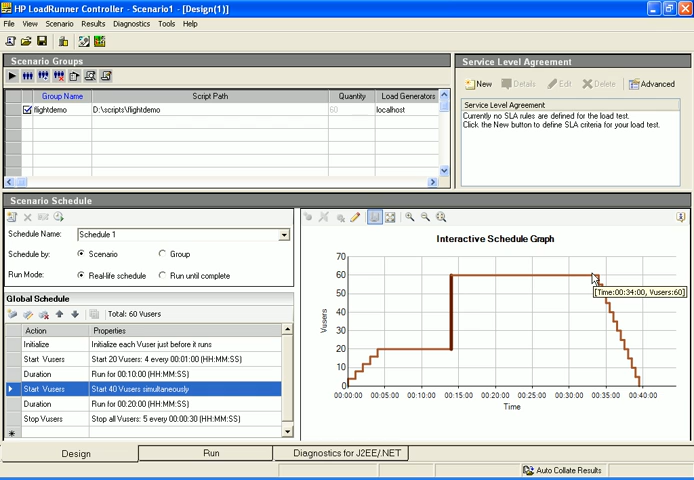 HP LoadRunner Controller - Scenario1 - [Design(1)]
File View Scenario Results Diagnostics Tools Help
Scenario Groups
Group Name Script Path Quantity Load Generators
flightdemo D:\scripts\flightdemo 60 localhost
Service Level Agreement
New Details Edit Delete Advanced
Service Level Agreement
Currently no SLA rules are defined for the load test.
Click the New button to define SLA criteria for your load test.
Scenario Schedule
Schedule Name: Schedule 1
Schedule by: Scenario Group
Run Mode: Real-life schedule Run until complete
Global Schedule
Total: 60 Vusers
Action Properties
Initialize Initialize each Vuser just before it runs
Start Vusers Start 20 Vusers: 4 every 00:01:00 (HH:MM:SS)
Duration Run for 00:10:00 (HH:MM:SS)
Start Vusers Start 40 Vusers simultaneously
Duration Run for 00:20:00 (HH:MM:SS)
Stop Vusers Stop all Vusers: 5 every 00:00:30 (HH:MM:SS)
Interactive Schedule Graph
70
60
50
40
30
20
10
0
Vusers
[Time:00:34:00, Vusers:60]
00:00:00 00:05:00 00:10:00 00:15:00 00:20:00 00:25:00 00:30:00 00:35:00 00:40:00
Time
Design Run Diagnostics for J2EE/.NET
Auto Collate Results